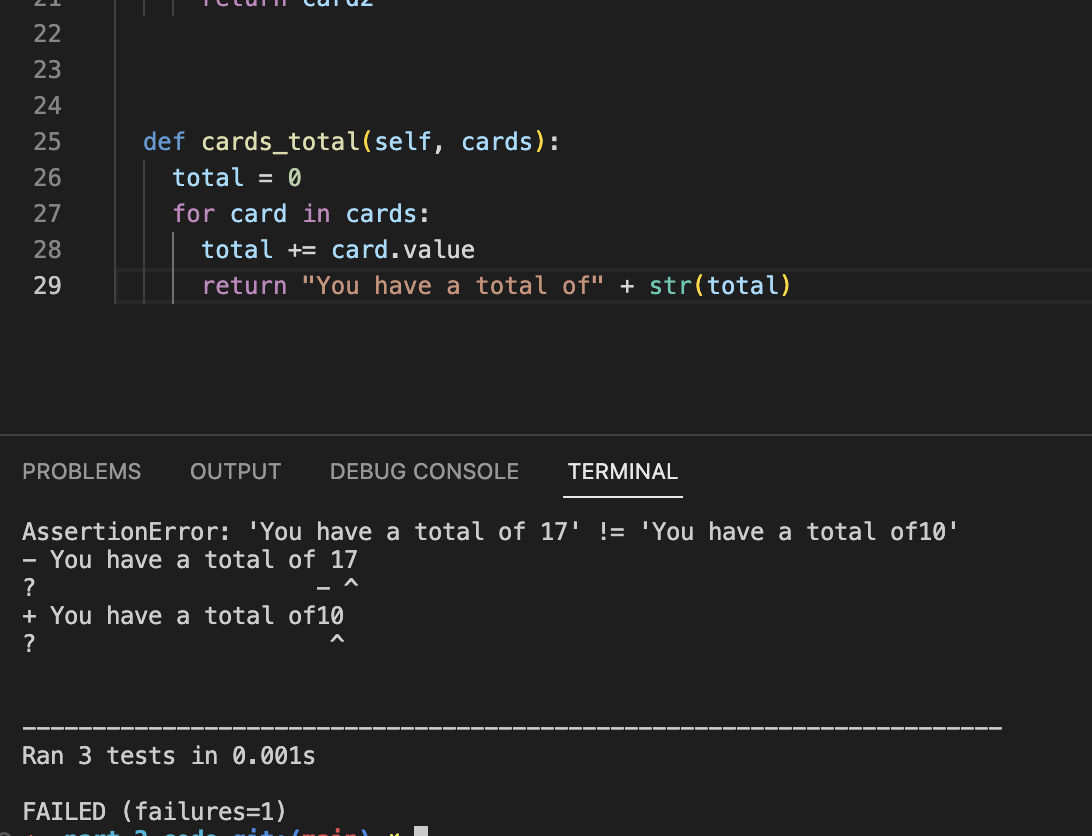 21 return card2
22
23
24
25 def cards_total(self, cards):
26 total = 0
27 for card in cards:
28 total += card.value
29 return "You have a total of" + str(total)
PROBLEMS OUTPUT DEBUG CONSOLE TERMINAL
AssertionError: 'You have a total of 17' != 'You have a total of10'
- You have a total of 17
? - ^
+ You have a total of10
? ^
----------------------------------------------------------------------
Ran 3 tests in 0.001s
FAILED (failures=1)